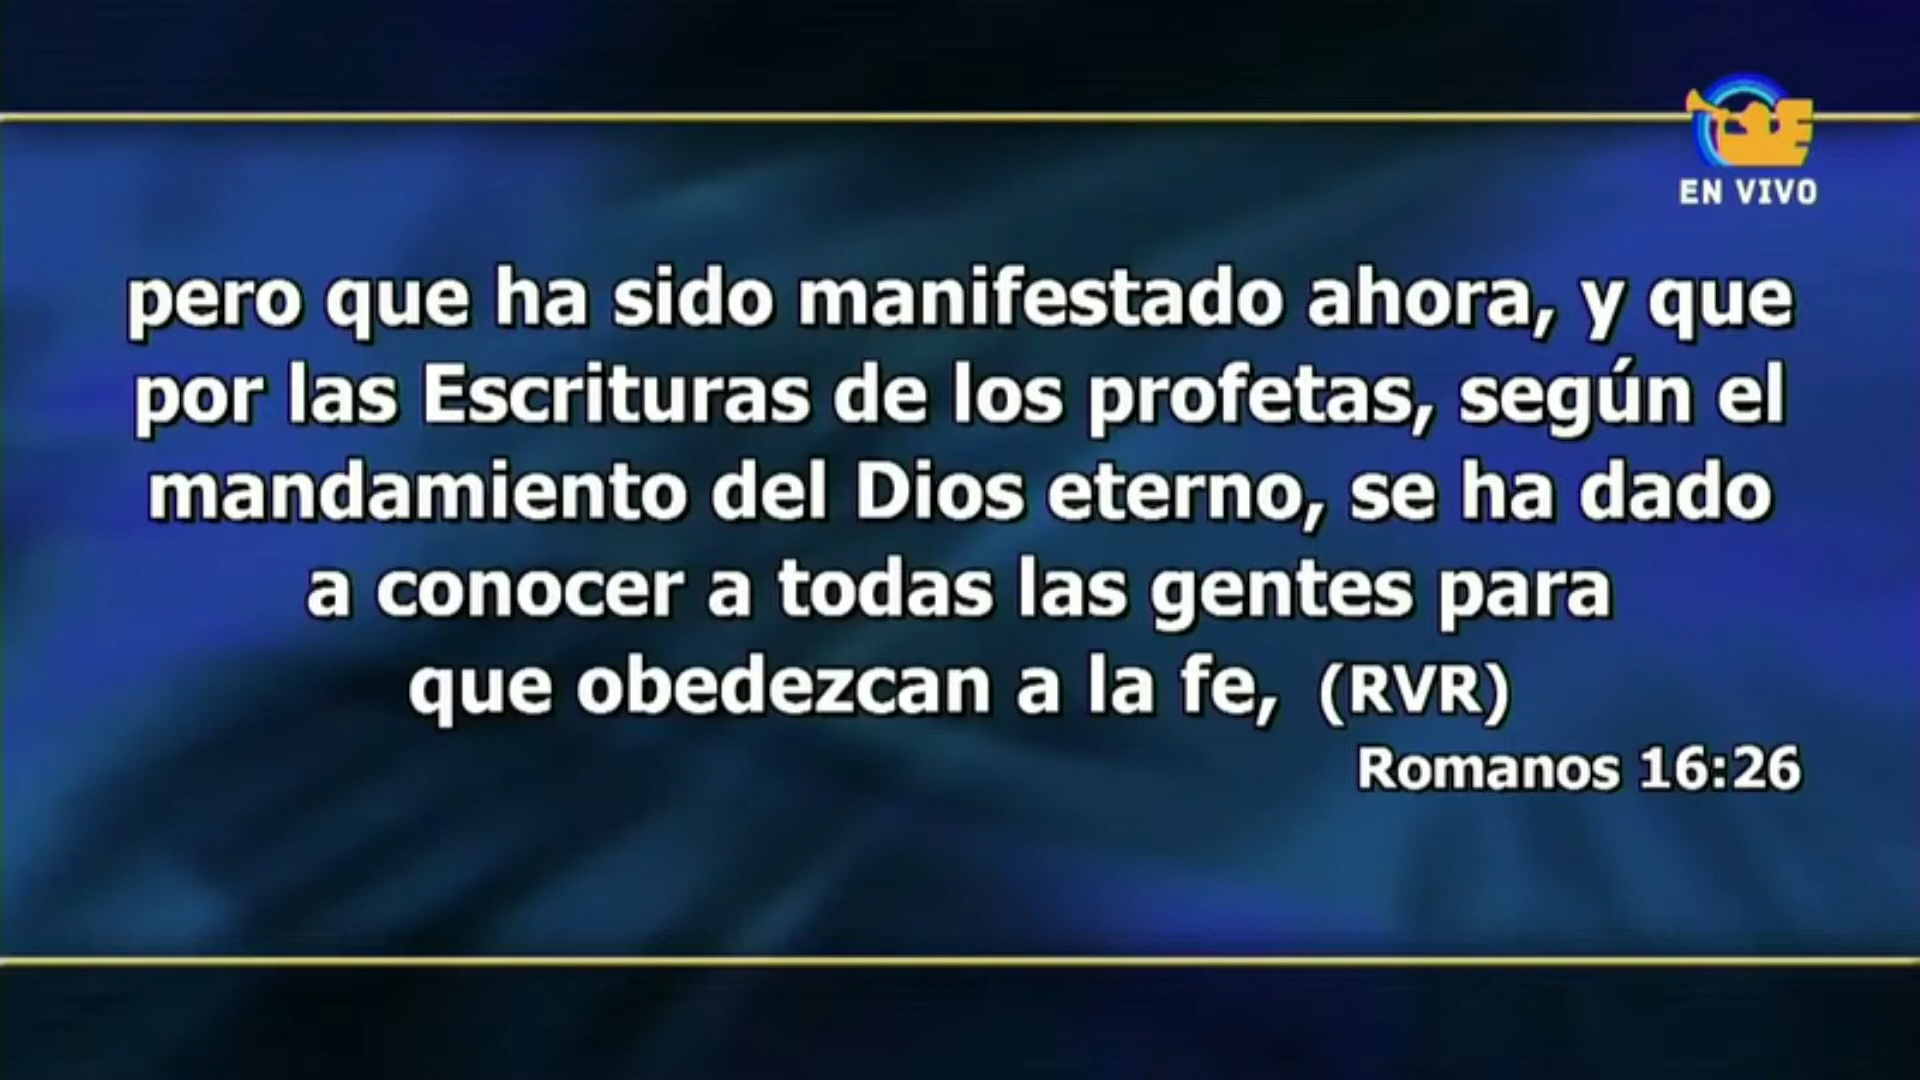 EN VIVO
pero que ha sido manifestado ahora, y que
por las Escrituras de los profetas, según el
mandamiento del Dios eterno, se ha dado
a conocer a todas las gentes para
que obedezcan a la fe, (RVR)
Romanos 16:26